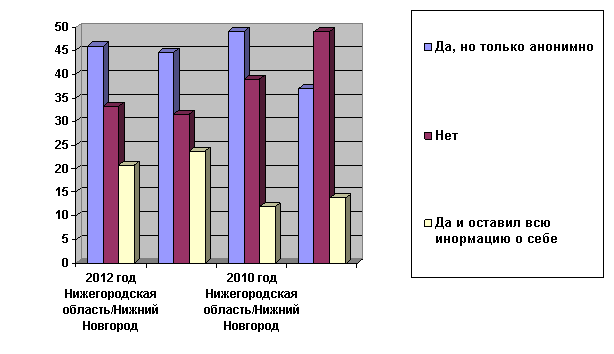 50
45
40
35
30
25
20
15
10
5
0
2012 год
Нижегородская
область/Нижний
Новгород
2010 год
Нижегородская
область/Нижний
Новгород
Да, но только анонимно
Нет
Да и оставил всю
инормацию о себе